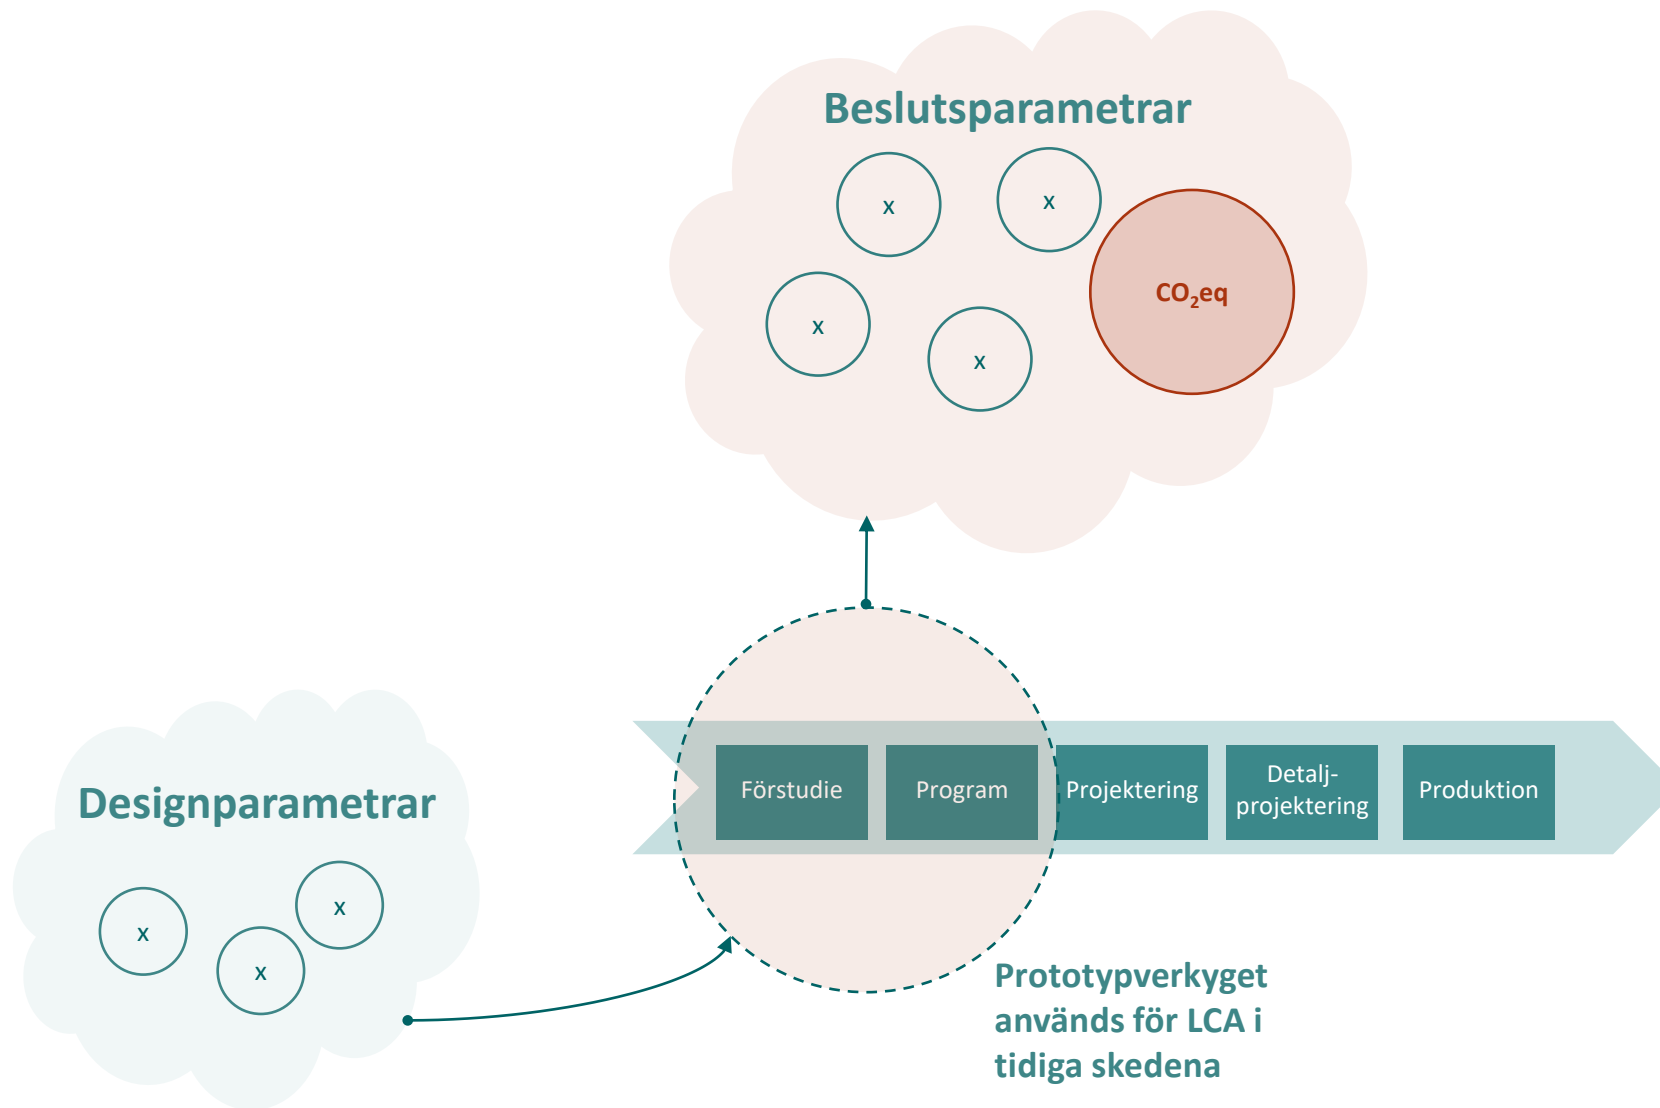 Beslutsparametrar
x
x
CO₂eq
x
x
Designparametrar
x
x
x
Förstudie
Program
Projektering
Detalj-
projektering
Produktion
Prototypverkyget
används för LCA i
tidiga skedena